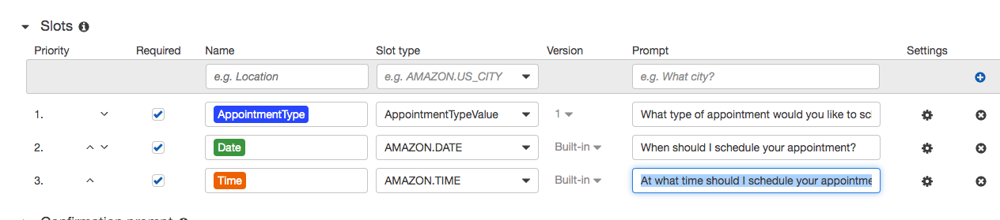 Slots
Priority Required Name Slot type Version Prompt Settings
e.g. Location e.g. AMAZON.US_CITY e.g. What city?
1. AppointmentType AppointmentTypeValue 1 What type of appointment would you like to
2. Date AMAZON.DATE Built-in When should I schedule your appointment?
3. Time AMAZON.TIME Built-in At what time should I schedule your
Confirmation prompt